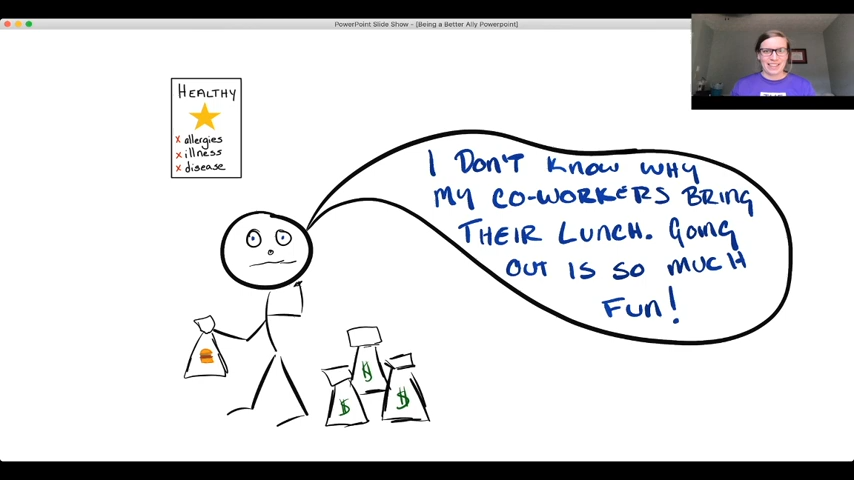 PowerPoint Slide Show - [Being a Better Ally Powerpoint]
HEALTHY
x allergies
x illness
x disease
I DON'T KNOW WHY
MY CO-WORKERS BRING
THEIR LUNCH. GOING
OUT IS SO MUCH
FUN!
$
$
$